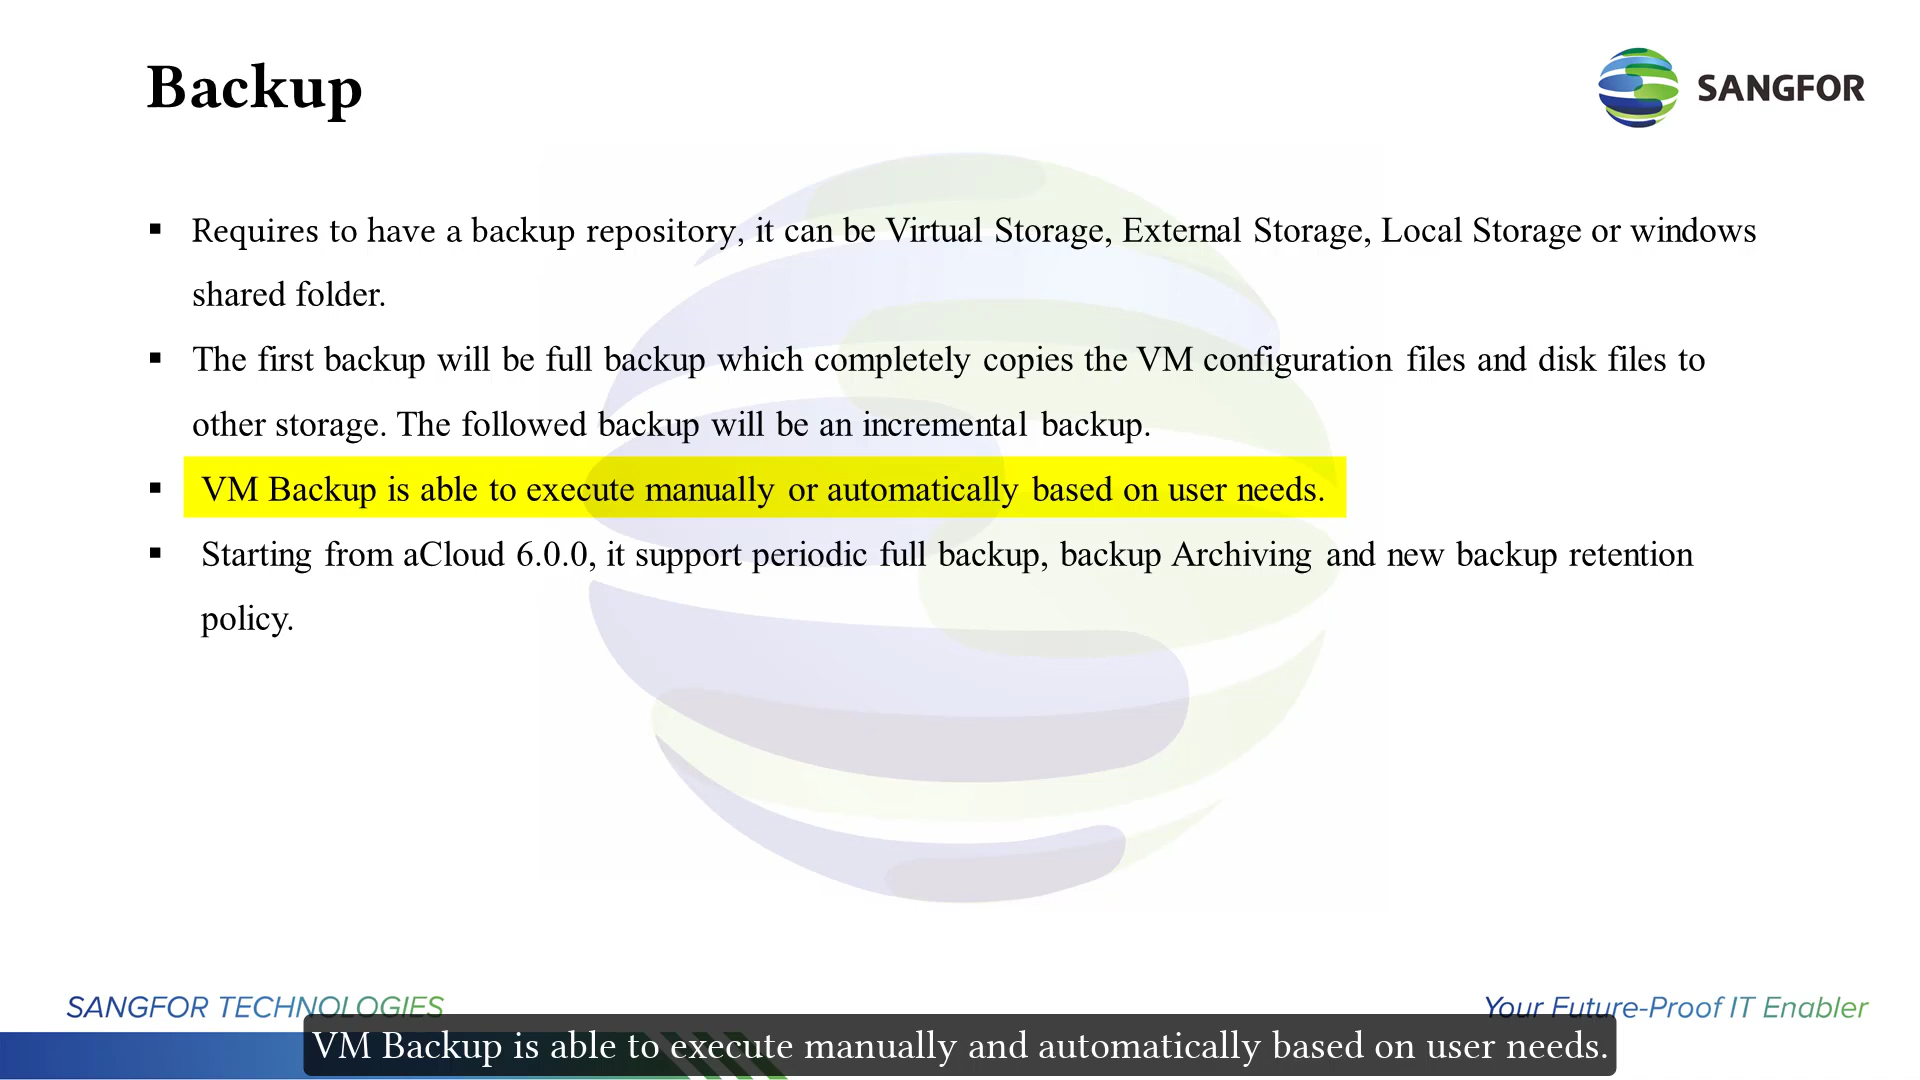 Backup
SANGFOR
▪ Requires to have a backup repository, it can be Virtual Storage, External Storage, Local Storage or windows
shared folder.
▪ The first backup will be full backup which completely copies the VM configuration files and disk files to
other storage. The followed backup will be an incremental backup.
▪ VM Backup is able to execute manually or automatically based on user needs.
▪ Starting from aCloud 6.0.0, it support periodic full backup, backup Archiving and new backup retention
policy.
SANGFOR TECHNOLOGIES
Your Future-Proof IT Enabler
VM Backup is able to execute manually and automatically based on user needs.